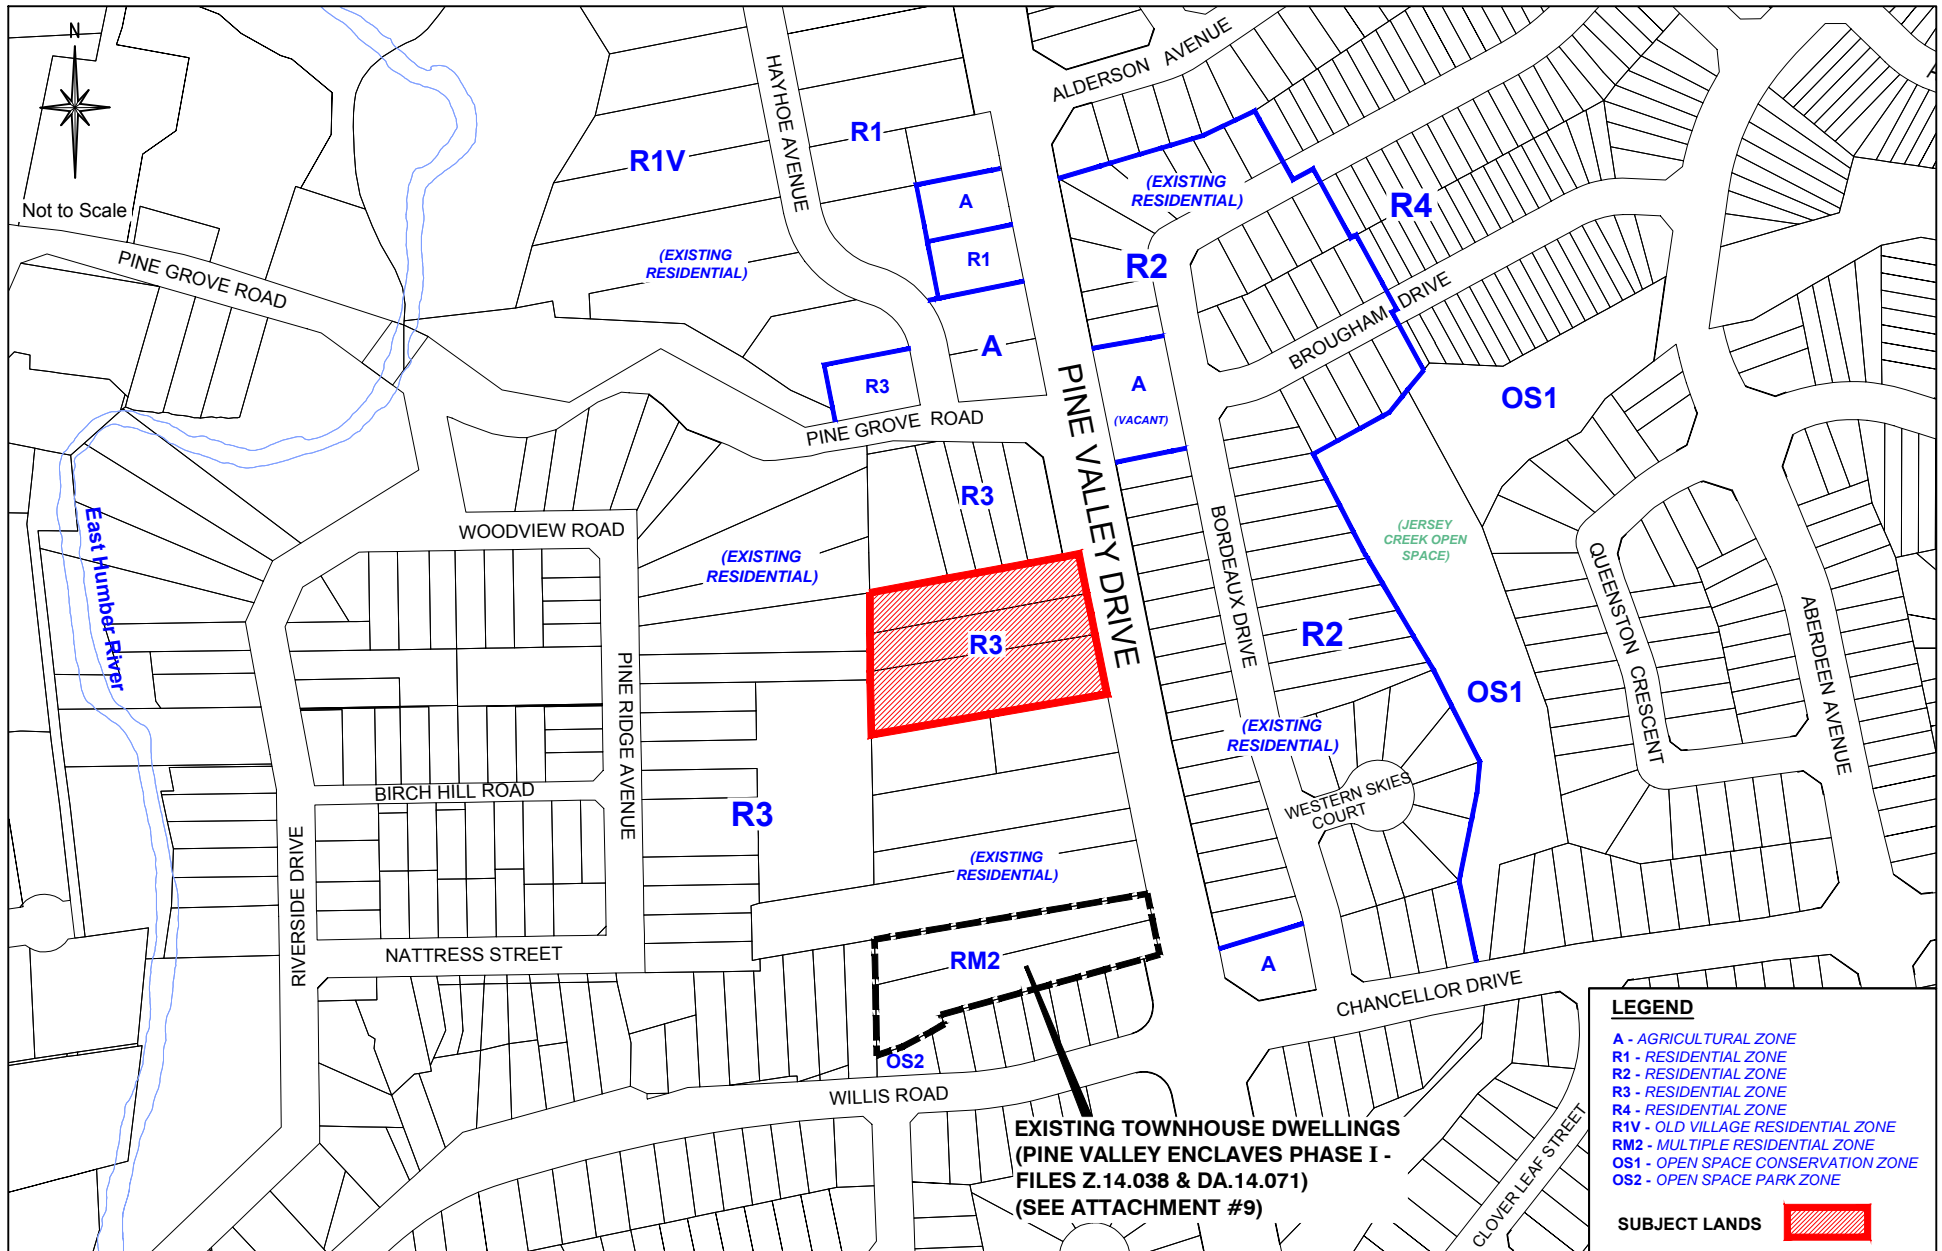 N
Not to Scale
PINE GROVE ROAD
East Humber River
HAYHOE AVENUE
R1V
R1
(EXISTING
RESIDENTIAL)
A
R1
A
R3
PINE GROVE ROAD
ALDERSON AVENUE
(EXISTING
RESIDENTIAL)
R4
R2
BROUGHAM DRIVE
A
(VACANT)
OS1
PINE VALLEY DRIVE
R3
WOODVIEW ROAD
(EXISTING
RESIDENTIAL)
R3
BORDEAUX DRIVE
(JERSEY
CREEK OPEN
SPACE)
QUEENSTON CRESCENT
ABERDEEN AVENUE
R2
OS1
(EXISTING
RESIDENTIAL)
PINE RIDGE AVENUE
BIRCH HILL ROAD
R3
WESTERN SKIES
COURT
(EXISTING
RESIDENTIAL)
RIVERSIDE DRIVE
NATTRESS STREET
RM2
A
CHANCELLOR DRIVE
OS2
WILLIS ROAD
EXISTING TOWNHOUSE DWELLINGS
(PINE VALLEY ENCLAVES PHASE I -
FILES Z.14.038 & DA.14.071)
(SEE ATTACHMENT #9)
CLOVER LEAF STREET
LEGEND
A - AGRICULTURAL ZONE
R1 - RESIDENTIAL ZONE
R2 - RESIDENTIAL ZONE
R3 - RESIDENTIAL ZONE
R4 - RESIDENTIAL ZONE
R1V - OLD VILLAGE RESIDENTIAL ZONE
RM2 - MULTIPLE RESIDENTIAL ZONE
OS1 - OPEN SPACE CONSERVATION ZONE
OS2 - OPEN SPACE PARK ZONE
SUBJECT LANDS